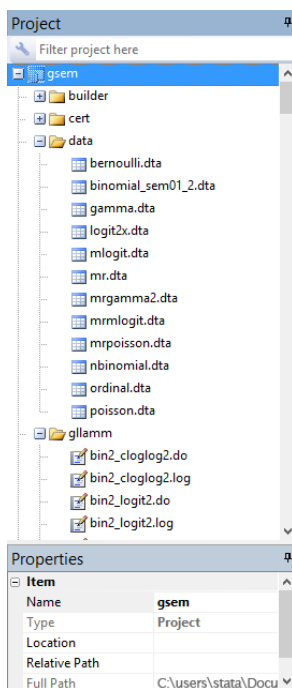 Project
Filter project here
gsem
builder
cert
data
bernoulli.dta
binomial_sem01_2.dta
gamma.dta
logit2x.dta
mlogit.dta
mr.dta
mrgamma2.dta
mrmlogit.dta
mrpoisson.dta
nbinomial.dta
ordinal.dta
poisson.dta
gllamm
bin2_cloglog2.do
bin2_cloglog2.log
bin2_logit2.do
bin2_logit2.log
Properties
Item
Name gsem
Type Project
Location
Relative Path
Full Path C:\users\stata\Docu